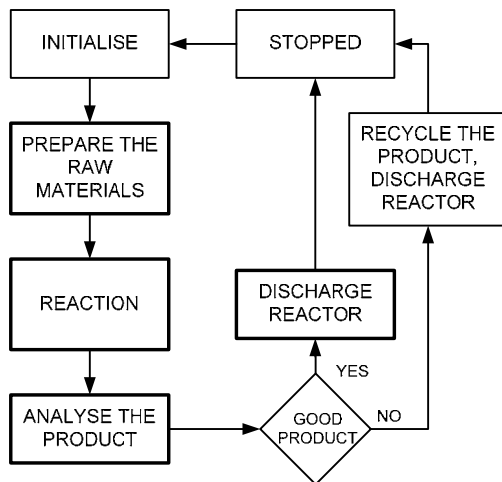 INITIALISE
STOPPED
PREPARE THE
RAW
MATERIALS
RECYCLE THE
PRODUCT,
DISCHARGE
REACTOR
REACTION
DISCHARGE
REACTOR
YES
ANALYSE THE
PRODUCT
GOOD
PRODUCT
NO